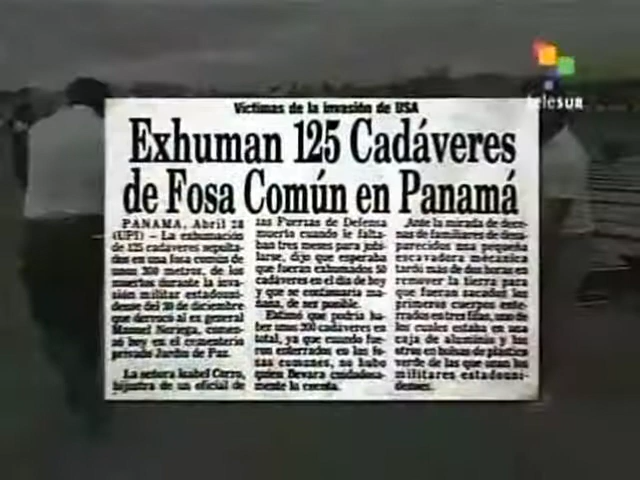 teleSUR
Víctimas de la invasión de USA
Exhuman 125 Cadáveres
de Fosa Común en Panamá
PANAMA, Abril 28
(UPI) — La exhumación
de 125 cadáveres sepulta-
dos en una fosa común de
unos 300 metros, de los
muertos durante la inva-
sión militar estadouni-
dense del 20 de diciembre
que derrocó al ex general
Manuel Noriega, comen-
zó hoy en el cementerio
privado Jardín de Paz.
La señora Isabel Corro,
hijastra de un oficial de
las Fuerzas de Defensa
muerto cuando le falta-
ban tres meses para jubi-
larse, dijo que esperaba
que fueran exhumados 50
cadáveres en el día de hoy
y que se continuaría ma-
ñana, de ser posible.
Estimó que podría ha-
ber unos 200 cadáveres en
total, ya que cuando fue-
ron enterrados en las fo-
sas comunes, no hubo
quien llevara cuidadosa-
mente la cuenta.
Ante la mirada de dece-
nas de familiares de desa-
parecidos una pequeña
excavadora mecánica
tardó más de dos horas en
remover la tierra para
que fueran sacados los
primeros cuerpos ente-
rrados en tres filas, uno de
los cuales estaba en una
caja de aluminio y los
otros en bolsas de plástico
verde de las que usan los
militares estadouni-
denses.